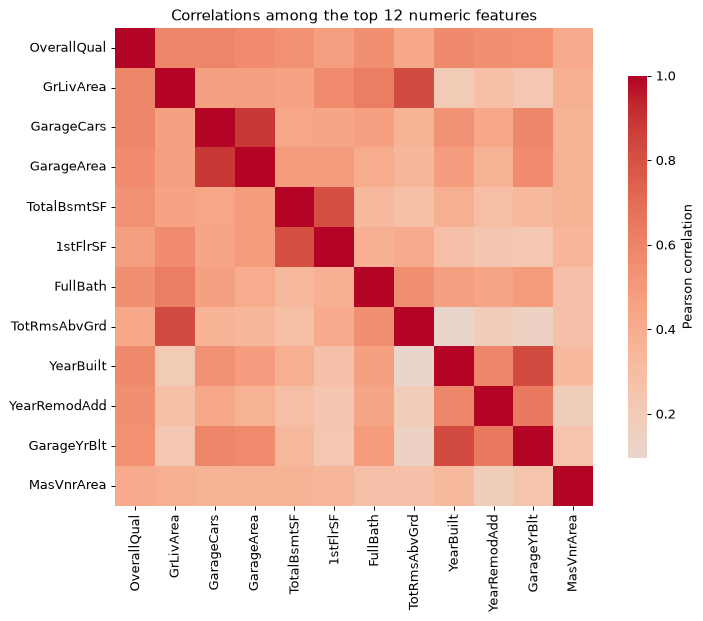 Correlations among the top 12 numeric features
OverallQual
GrLivArea
GarageCars
GarageArea
TotalBsmtSF
1stFlrSF
FullBath
TotRmsAbvGrd
YearBuilt
YearRemodAdd
GarageYrBlt
MasVnrArea
OverallQual
GrLivArea
GarageCars
GarageArea
TotalBsmtSF
1stFlrSF
FullBath
TotRmsAbvGrd
YearBuilt
YearRemodAdd
GarageYrBlt
MasVnrArea
1.0
0.8
0.6
0.4
0.2
Pearson correlation